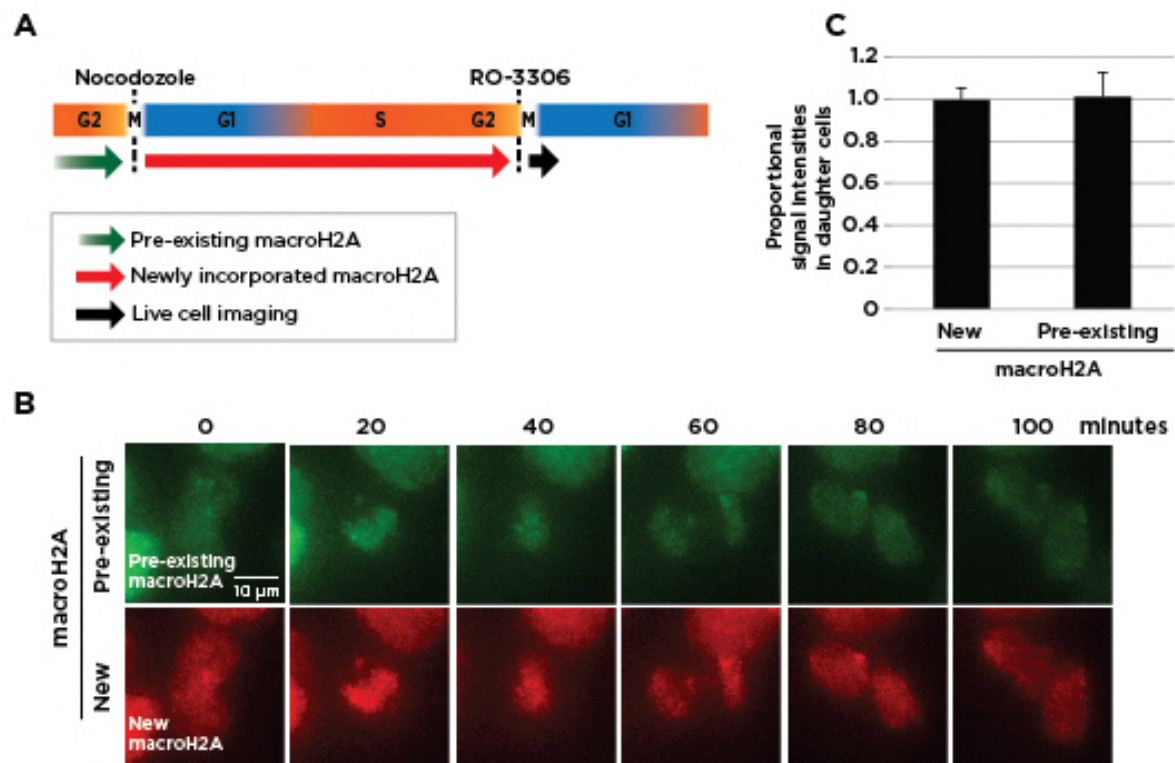 A
Nocodozole
RO-3306
G2
M
G1
S
G2
M
G1
Pre-existing macroH2A
Newly incorporated macroH2A
Live cell imaging
C
Proportional
signal intensities
in daughter cells
1.2
1.0
0.8
0.6
0.4
0.2
0
New
Pre-existing
macroH2A
B
0
20
40
60
80
100
minutes
macroH2A
Pre-existing
Pre-existing
macroH2A
10 µm
New
New
macroH2A